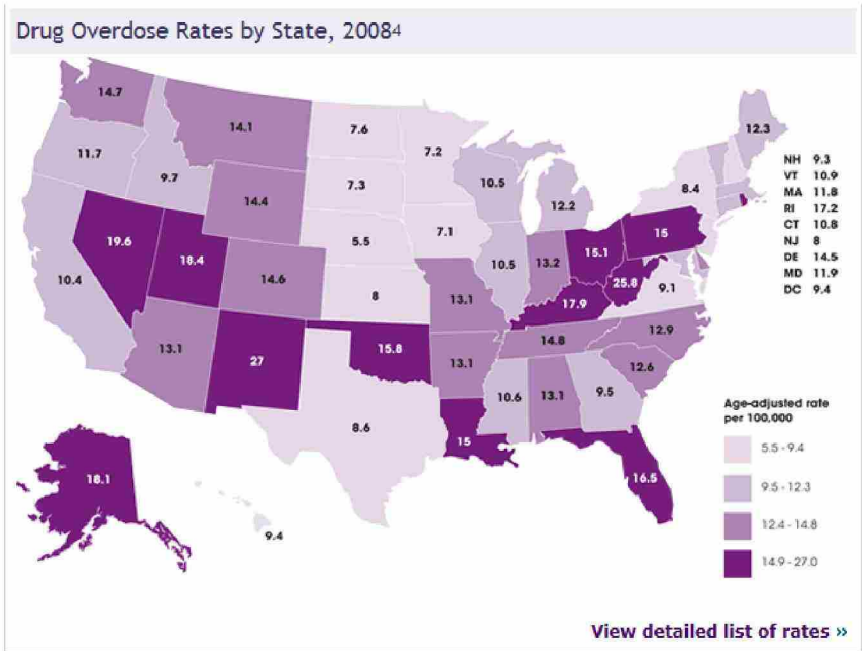 Drug Overdose Rates by State, 2008⁴
14.7
12.3
14.1
7.6
7.2
11.7
NH 9.3
9.7
10.5
8.4
VT 10.9
7.3
MA 11.8
14.4
12.2
RI 17.2
19.6
7.1
15
CT 10.8
5.5
15.1
NJ 8
18.4
13.2
DE 14.5
10.4
14.6
10.5
25.8
MD 11.9
8
9.1
DC 9.4
13.1
17.9
12.9
14.8
13.1
27
15.8
13.1
12.6
10.6
13.1
9.5
8.6
15
16.5
18.1
9.4
Age-adjusted rate
per 100,000
5.5 - 9.4
9.5 - 12.3
12.4 - 14.8
14.9 - 27.0
View detailed list of rates »